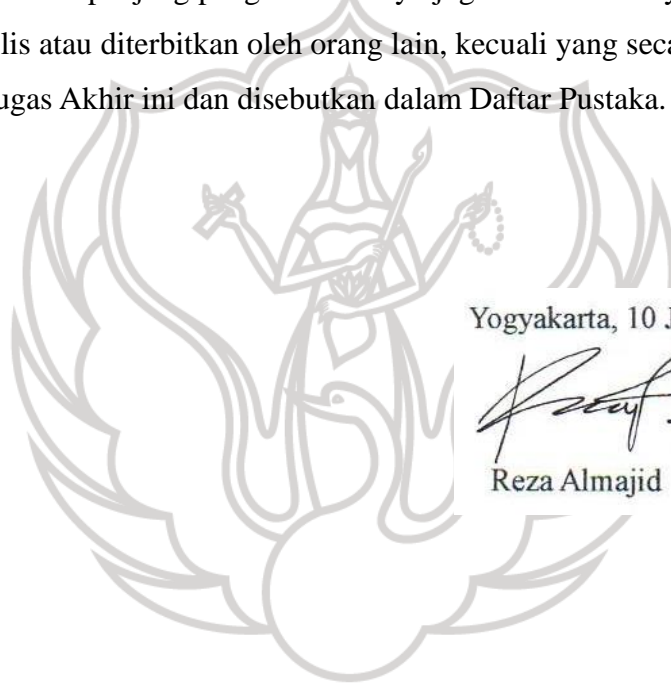 lis atau diterbitkan oleh orang lain, kecuali yang seca
ugas Akhir ini dan disebutkan dalam Daftar Pustaka.
Yogyakarta, 10 J
Reza Almajid